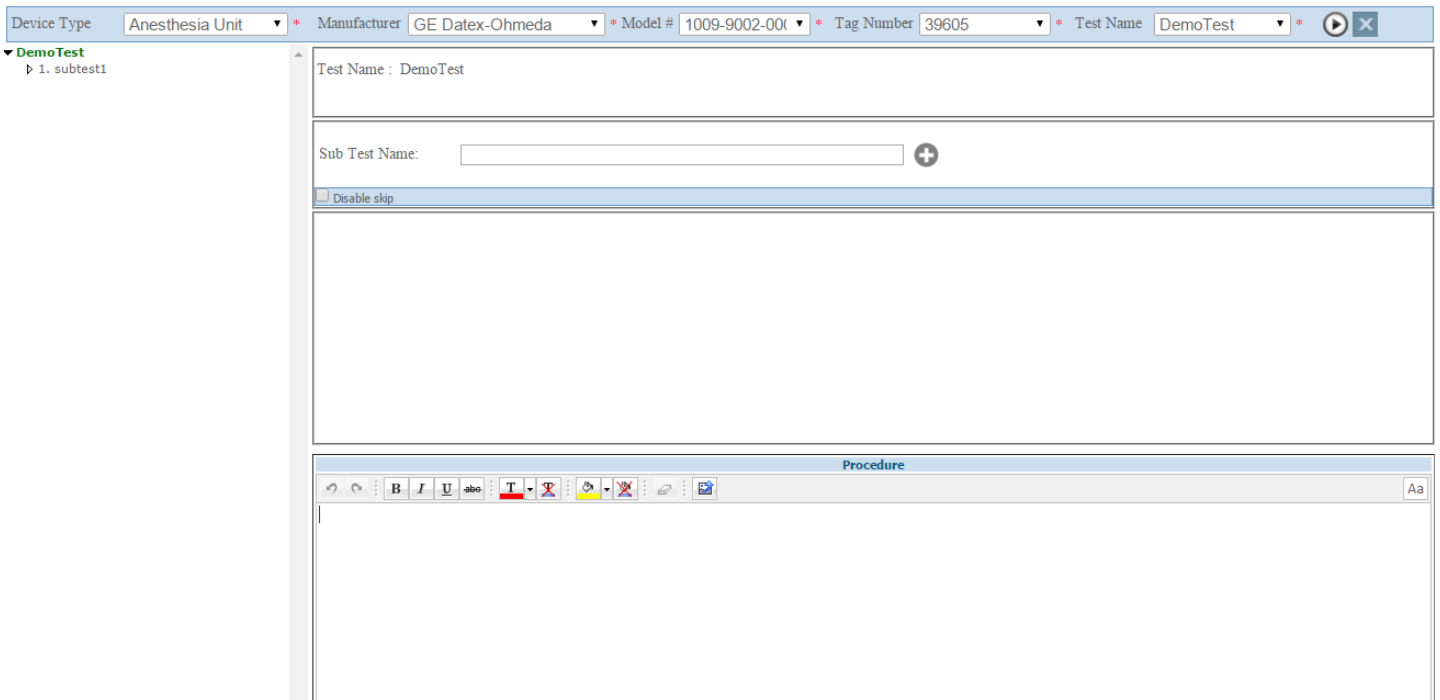 Device Type Anesthesia Unit * Manufacturer GE Datex-Ohmeda * Model # 1009-9002-00 * Tag Number 39605 * Test Name DemoTest *
DemoTest
1. subtest1
Test Name : DemoTest
Sub Test Name:
Disable skip
Procedure
B I U abc T T Aa